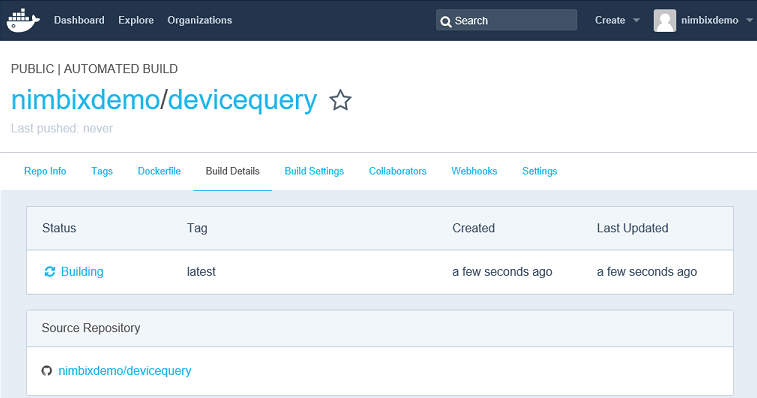 Dashboard Explore Organizations Search Create nimbixdemo
PUBLIC | AUTOMATED BUILD
nimbixdemo/devicequery
Last pushed: never
Repo Info Tags Dockerfile Build Details Build Settings Collaborators Webhooks Settings
Status Tag Created Last Updated
Building latest a few seconds ago a few seconds ago
Source Repository
nimbixdemo/devicequery